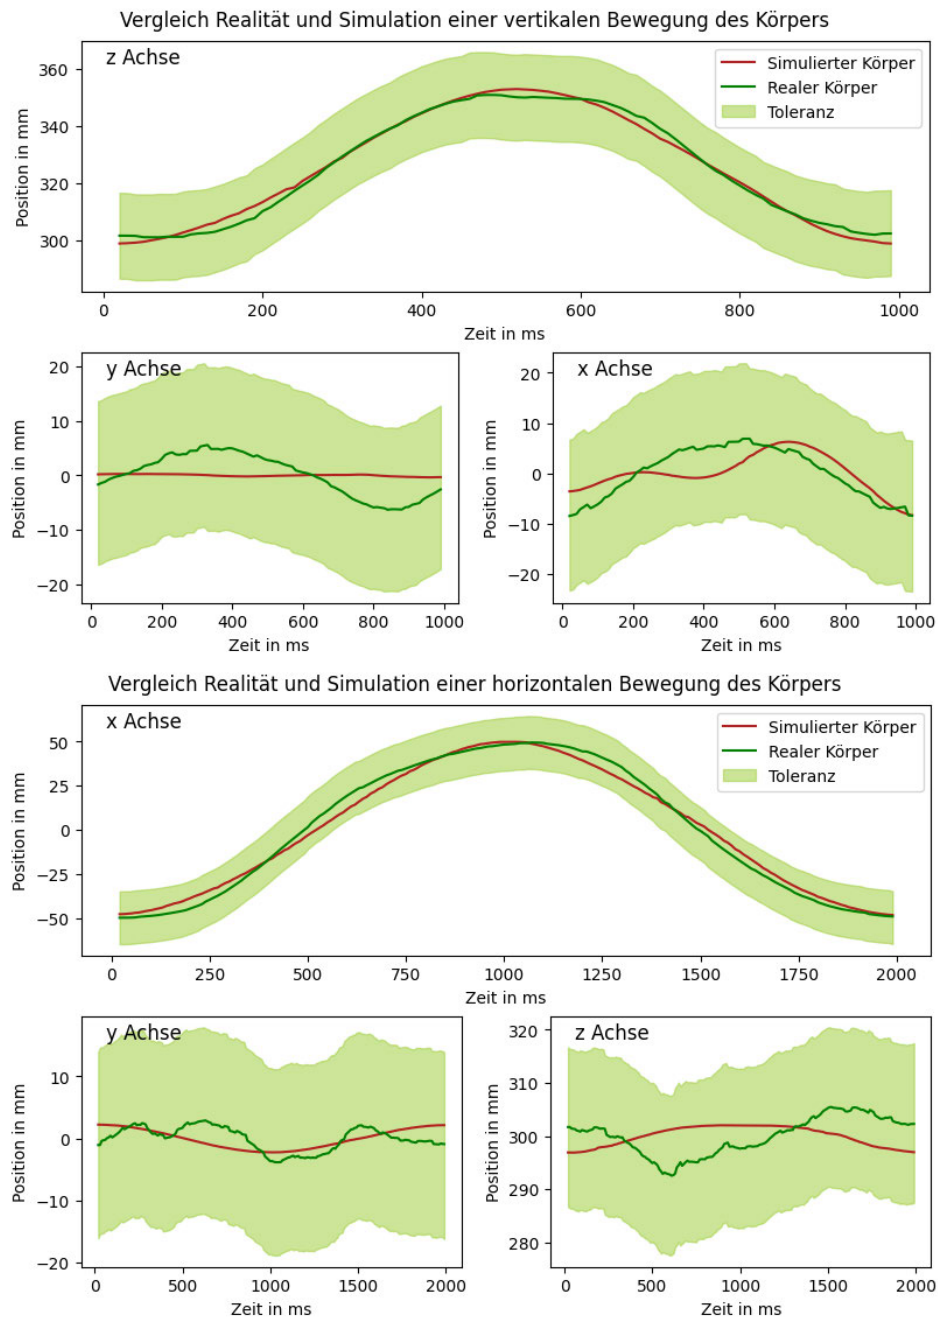 Vergleich Realität und Simulation einer vertikalen Bewegung des Körpers
z Achse
Simulierter Körper
Realer Körper
Toleranz
Position in mm
360
340
320
300
0 200 400 600 800 1000
Zeit in ms
y Achse
Position in mm
20
10
0
−10
−20
0 200 400 600 800 1000
Zeit in ms
x Achse
Position in mm
20
10
0
−10
−20
0 200 400 600 800 1000
Zeit in ms
Vergleich Realität und Simulation einer horizontalen Bewegung des Körpers
x Achse
Simulierter Körper
Realer Körper
Toleranz
Position in mm
50
25
0
−25
−50
0 250 500 750 1000 1250 1500 1750 2000
Zeit in ms
y Achse
Position in mm
10
0
−10
−20
0 500 1000 1500 2000
Zeit in ms
z Achse
Position in mm
320
310
300
290
280
0 500 1000 1500 2000
Zeit in ms